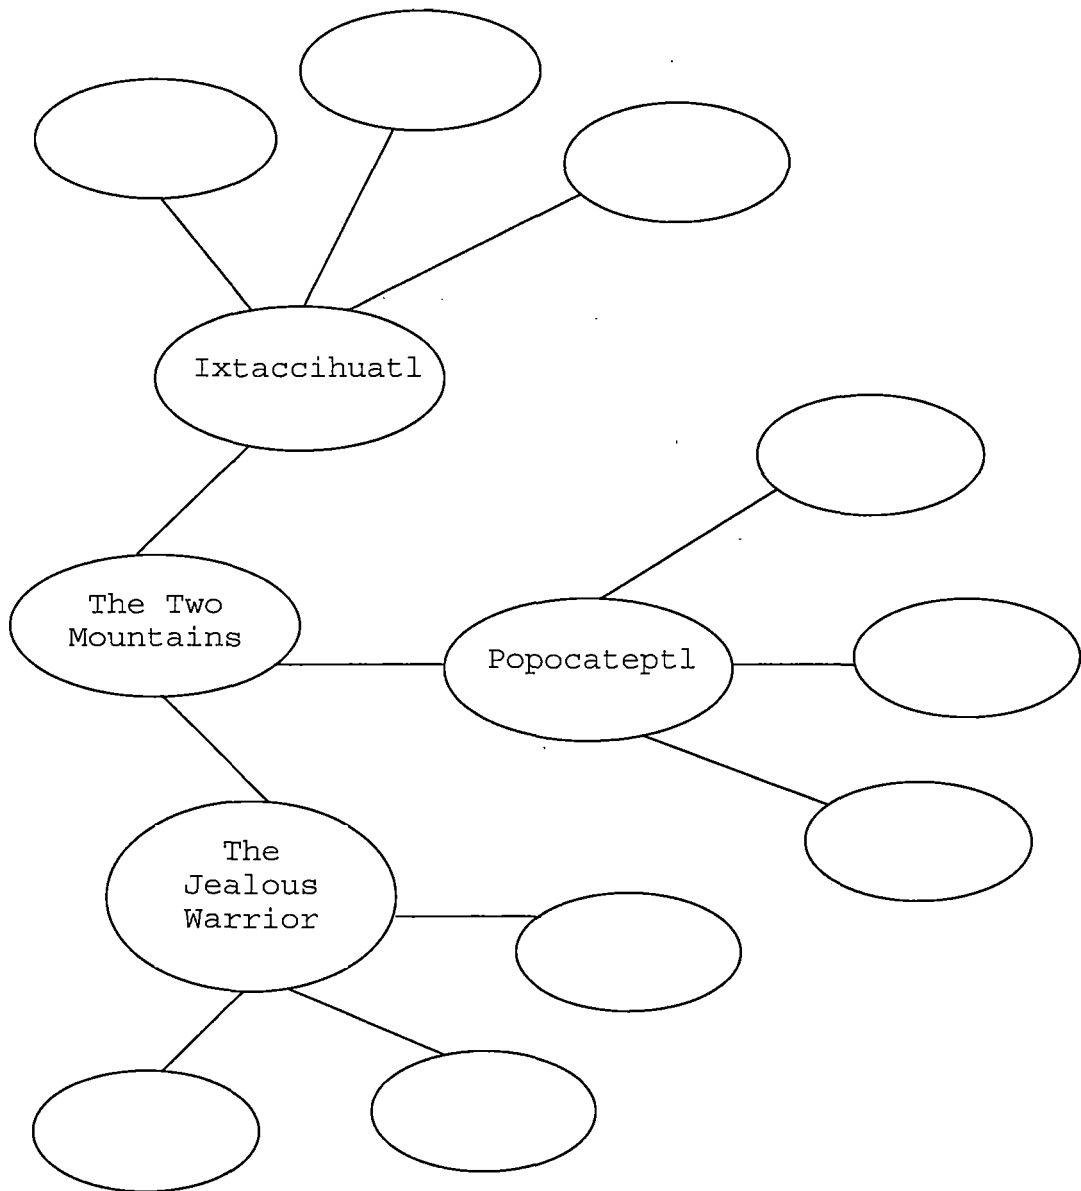 Ixtaccihuatl
The Two
Mountains
Popocateptl
The
Jealous
Warrior